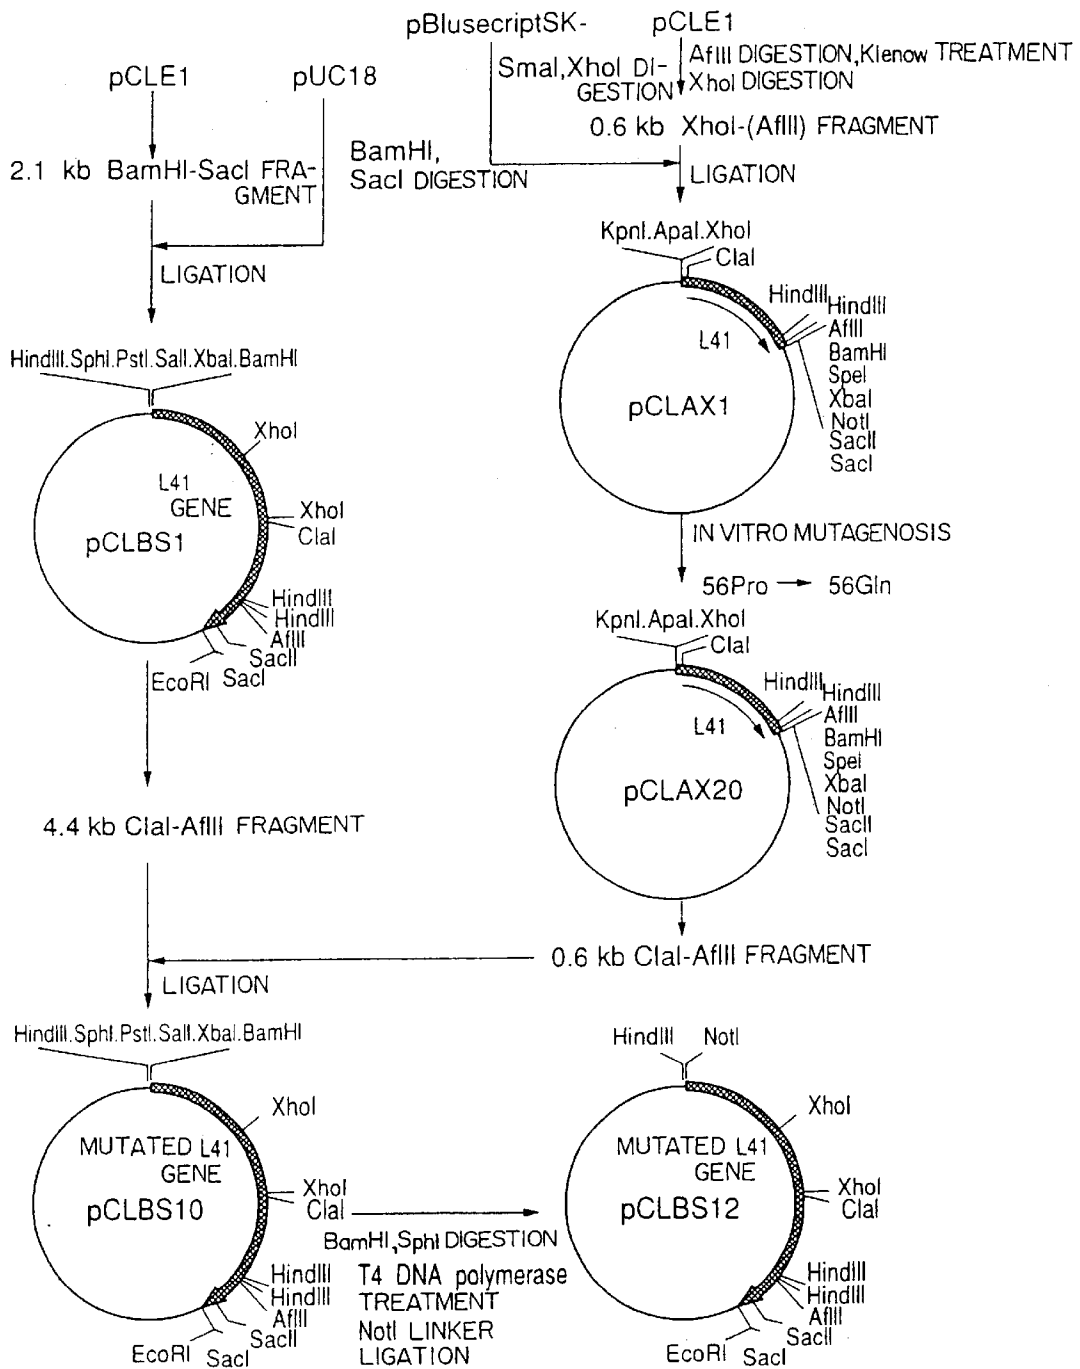 pBlusecriptSK-
pCLE1
SmaI,XhoI DI-
GESTION
AflII DIGESTION,Klenow TREATMENT
XhoI DIGESTION
0.6 kb XhoI-(AflII) FRAGMENT
LIGATION
pCLE1
pUC18
2.1 kb BamHI-SacI FRA-
GMENT
BamHI,
SacI DIGESTION
LIGATION
HindIII.SphI.PstI.SalI.XbaI.BamHI
XhoI
L41
GENE
pCLBS1
XhoI
ClaI
HindIII
HindIII
AflII
SacII
SacI
EcoRI
4.4 kb ClaI-AflII FRAGMENT
KpnI.ApaI.XhoI
ClaI
HindIII
HindIII
AflII
BamHI
SpeI
XbaI
NotI
SacII
SacI
L41
pCLAX1
IN VITRO MUTAGENOSIS
56Pro → 56Gln
KpnI.ApaI.XhoI
ClaI
HindIII
HindIII
AflII
BamHI
SpeI
XbaI
NotI
SacII
SacI
L41
pCLAX20
0.6 kb ClaI-AflII FRAGMENT
LIGATION
HindIII.SphI.PstI.SalI.XbaI.BamHI
XhoI
MUTATED L41
GENE
pCLBS10
XhoI
ClaI
HindIII
HindIII
AflII
SacII
SacI
EcoRI
BamHI,SphI DIGESTION
T4 DNA polymerase
TREATMENT
NotI LINKER
LIGATION
HindIII NotI
XhoI
MUTATED L41
GENE
pCLBS12
XhoI
ClaI
HindIII
HindIII
AflII
SacII
SacI
EcoRI